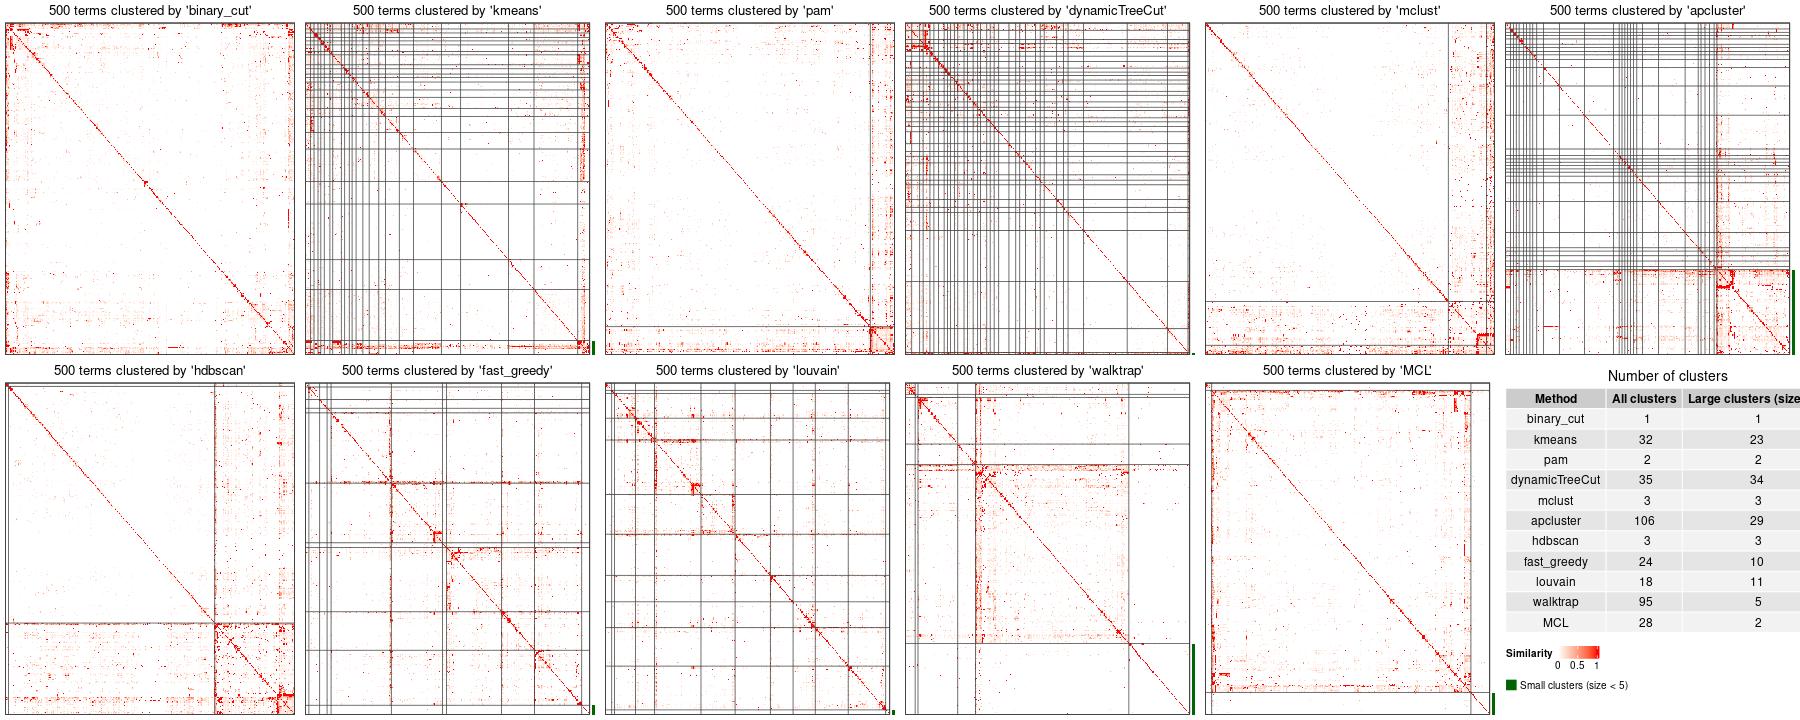 500 terms clustered by 'binary_cut'
500 terms clustered by 'kmeans'
500 terms clustered by 'pam'
500 terms clustered by 'dynamicTreeCut'
500 terms clustered by 'mclust'
500 terms clustered by 'apcluster'
500 terms clustered by 'hdbscan'
500 terms clustered by 'fast_greedy'
500 terms clustered by 'louvain'
500 terms clustered by 'walktrap'
500 terms clustered by 'MCL'
Number of clusters
Method All clusters Large clusters (size
binary_cut 1 1
kmeans 32 23
pam 2 2
dynamicTreeCut 35 34
mclust 3 3
apcluster 106 29
hdbscan 3 3
fast_greedy 24 10
louvain 18 11
walktrap 95 5
MCL 28 2
Similarity
0 0.5 1
Small clusters (size < 5)